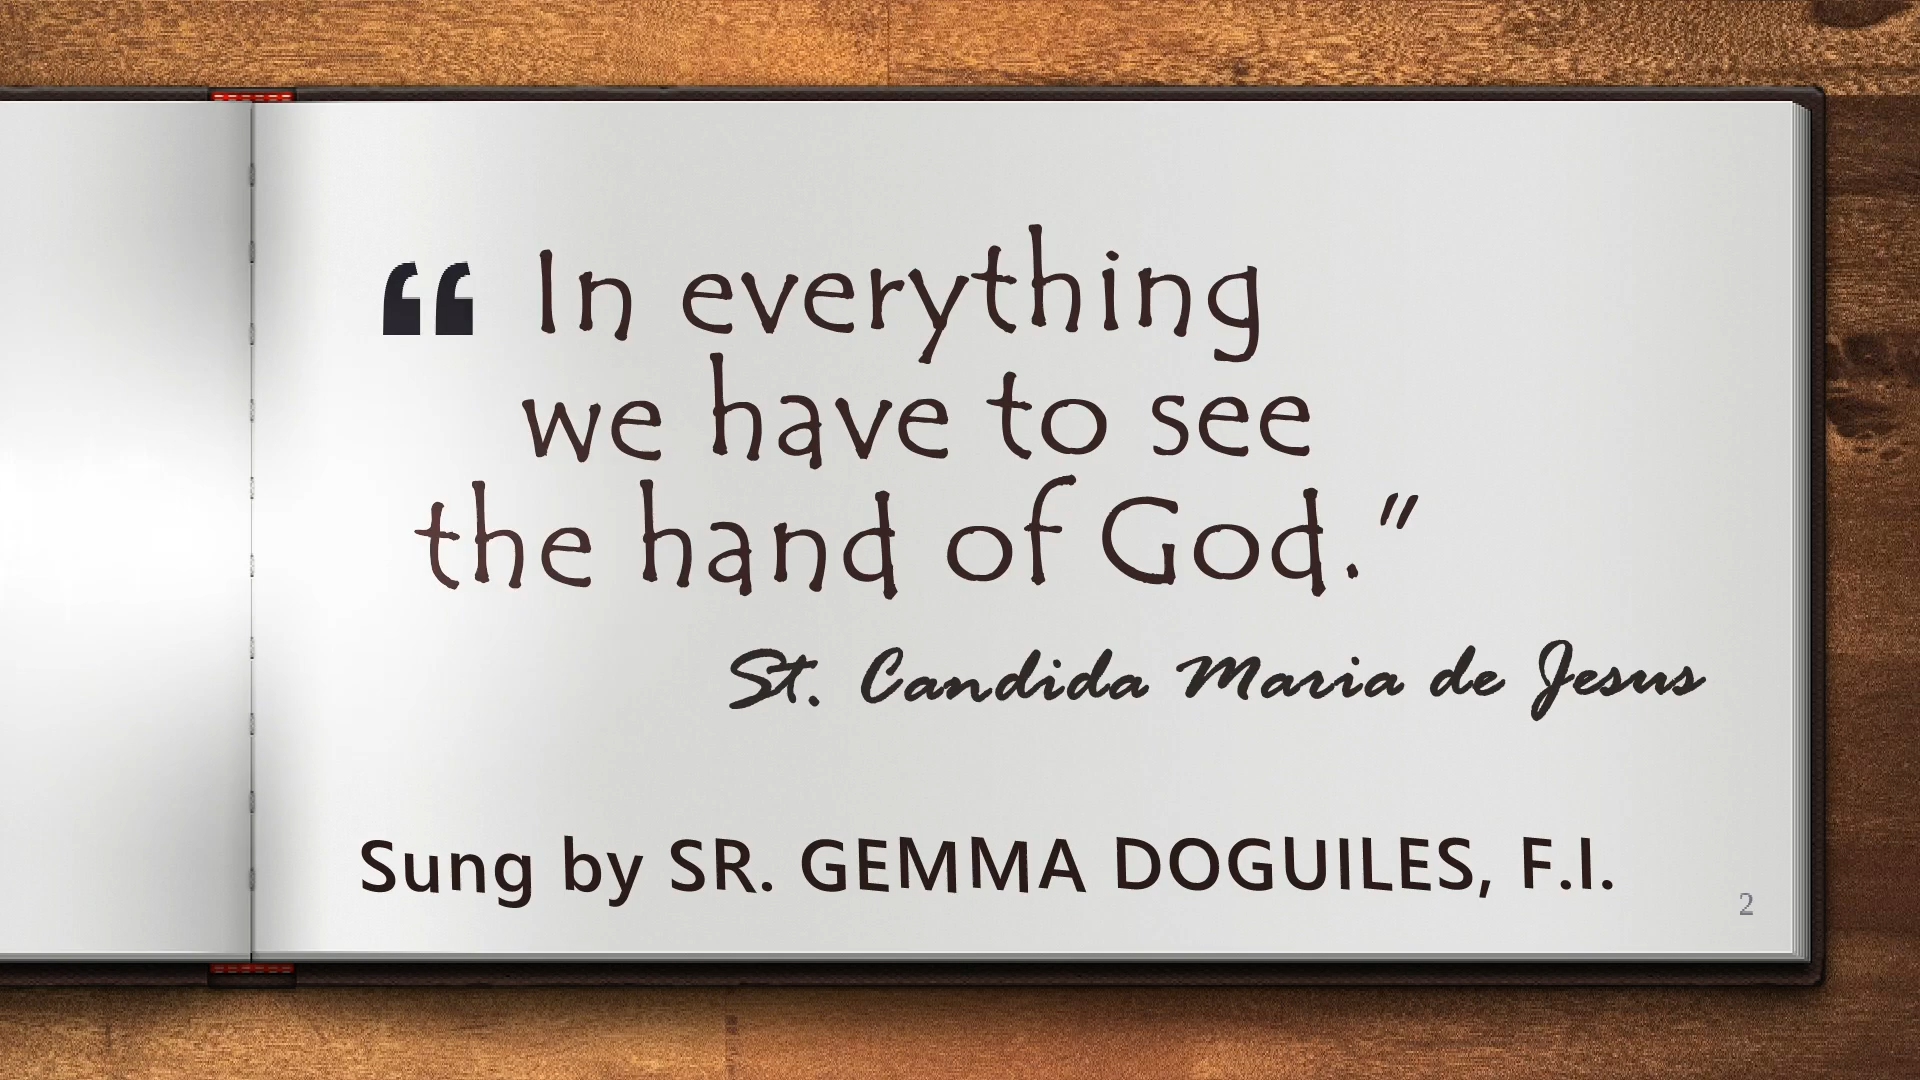 “ In everything
we have to see
the hand of God.”
St. Candida Maria de Jesus
Sung by SR. GEMMA DOGUILES, F.I.
2